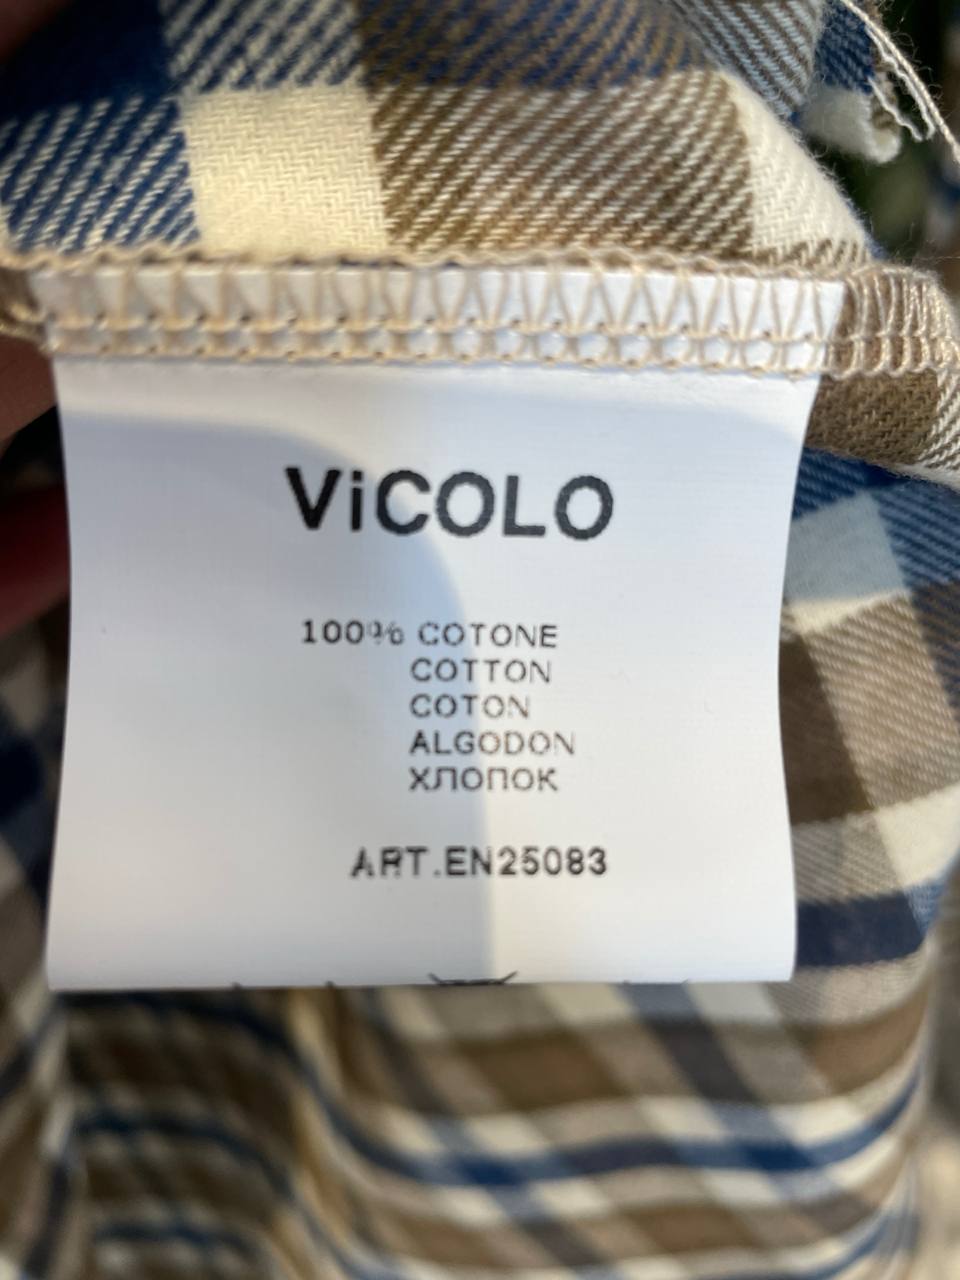 ViCOLO
100% COTONE
COTTON
COTON
ALGODON
ХЛОПОК
ART.EN25083